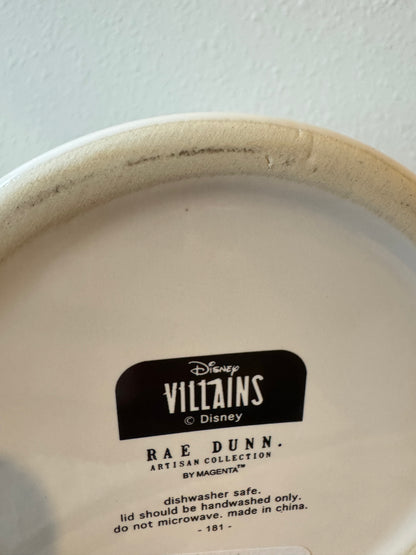 Disney
VILLAINS
© Disney
RAE DUNN.
ARTISAN COLLECTION
BY MAGENTA™
dishwasher safe.
lid should be handwashed only.
do not microwave. made in china.
- 181 -